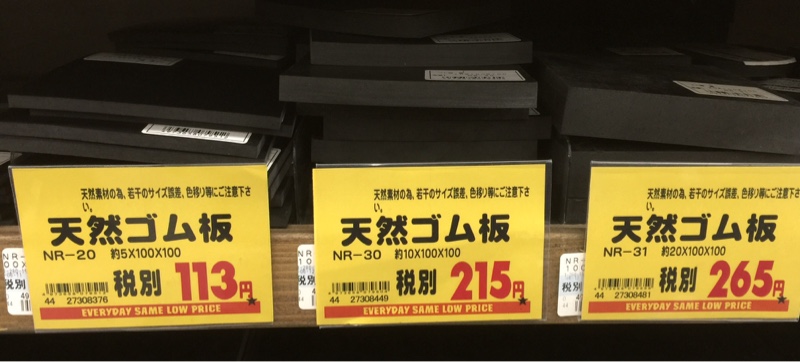 天然素材の為、若干のサイズ誤差、色移り等にご注意下さ
い。
天然ゴム板
NR-20 約5X100X100
税別 113円
44 27308376
EVERYDAY SAME LOW PRICE
天然素材の為、若干のサイズ誤差、色移り等にご注意下さ
い。
天然ゴム板
NR-30 約10X100X100
税別 215円
44 27308449
EVERYDAY SAME LOW PRICE
天然素材の為、若干のサイズ誤差、色移り等にご注意下さ
い。
天然ゴム板
NR-31 約20X100X100
税別 265円
44 27308481
EVERYDAY SAME LOW PRICE